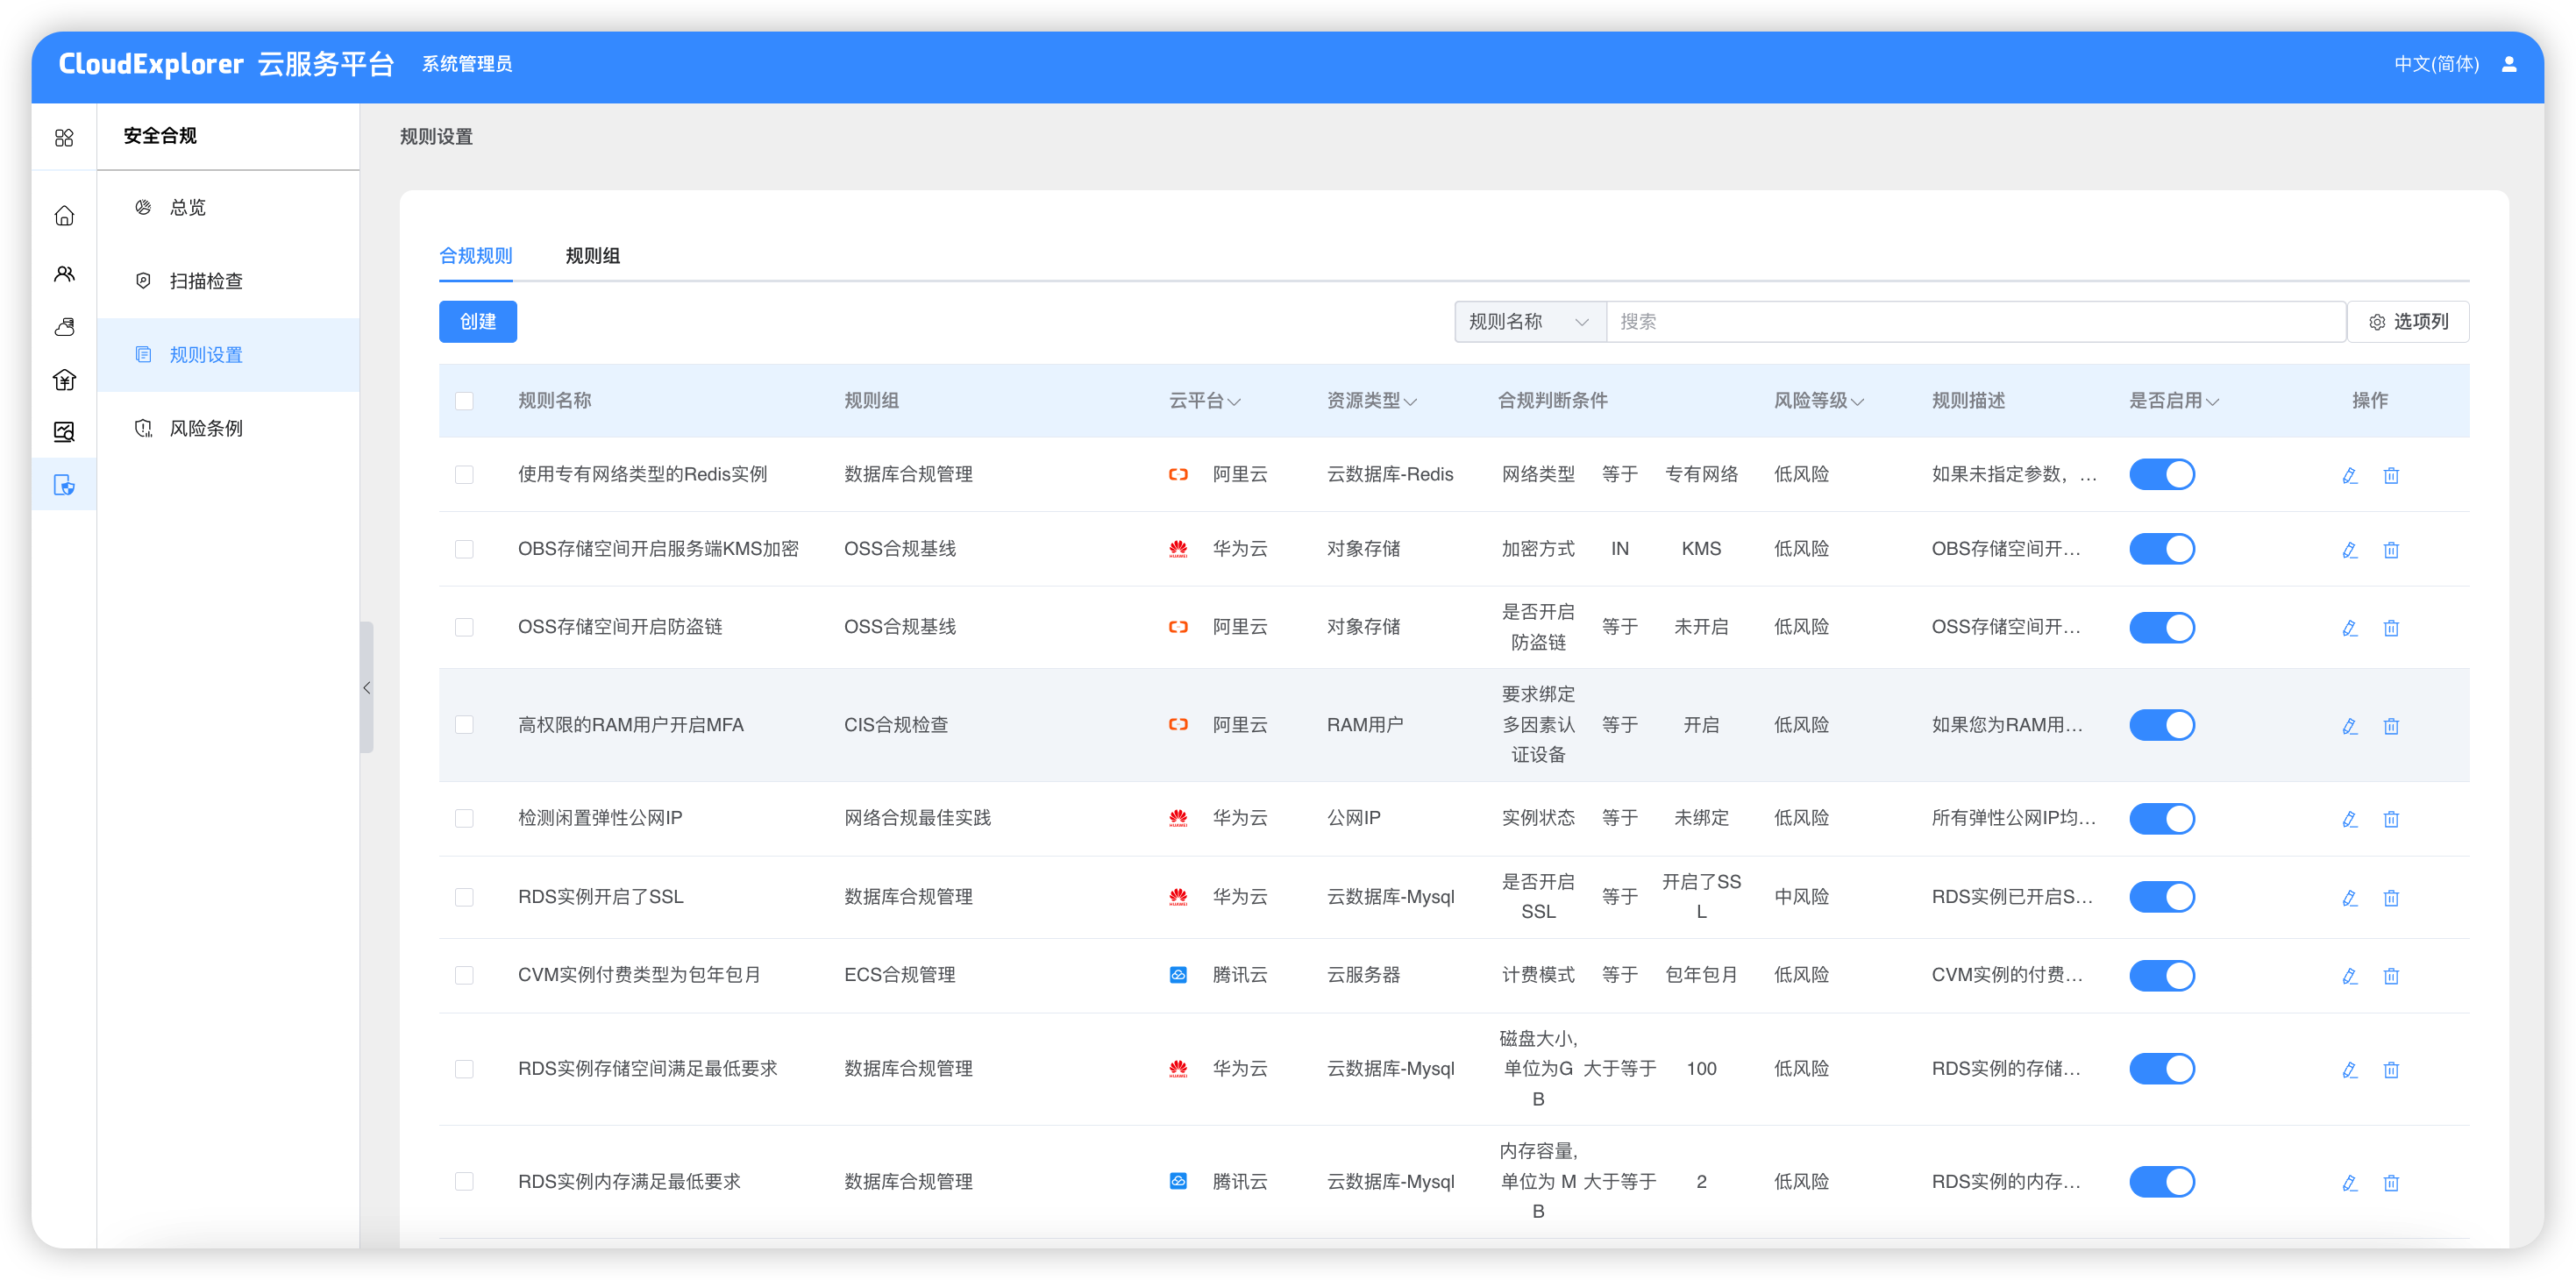 CloudExplorer 云服务平台 系统管理员 中文(简体)
安全合规
总览
扫描检查
规则设置
风险条例
规则设置
合规规则 规则组
创建 规则名称 搜索 选项列
规则名称 规则组 云平台 资源类型 合规判断条件 风险等级 规则描述 是否启用 操作
使用专有网络类型的Redis实例 数据库合规管理 阿里云 云数据库-Redis 网络类型 等于 专有网络 低风险 如果未指定参数，...
OBS存储空间开启服务端KMS加密 OSS合规基线 华为云 对象存储 加密方式 IN KMS 低风险 OBS存储空间开...
是否开启
OSS存储空间开启防盗链 OSS合规基线 阿里云 对象存储 等于 未开启 低风险 OSS存储空间开...
防盗链
要求绑定
高权限的RAM用户开启MFA CIS合规检查 阿里云 RAM用户 多因素认 等于 开启 低风险 如果您为RAM用...
证设备
检测闲置弹性公网IP 网络合规最佳实践 华为云 公网IP 实例状态 等于 未绑定 低风险 所有弹性公网IP均...
是否开启 开启了SS
RDS实例开启了SSL 数据库合规管理 华为云 云数据库-Mysql 等于 中风险 RDS实例已开启S...
SSL L
CVM实例付费类型为包年包月 ECS合规管理 腾讯云 云服务器 计费模式 等于 包年包月 低风险 CVM实例的付费...
磁盘大小,
RDS实例存储空间满足最低要求 数据库合规管理 华为云 云数据库-Mysql 单位为G 大于等于 100 低风险 RDS实例的存储...
B
内存容量,
RDS实例内存满足最低要求 数据库合规管理 腾讯云 云数据库-Mysql 单位为 M 大于等于 2 低风险 RDS实例的内存...
B